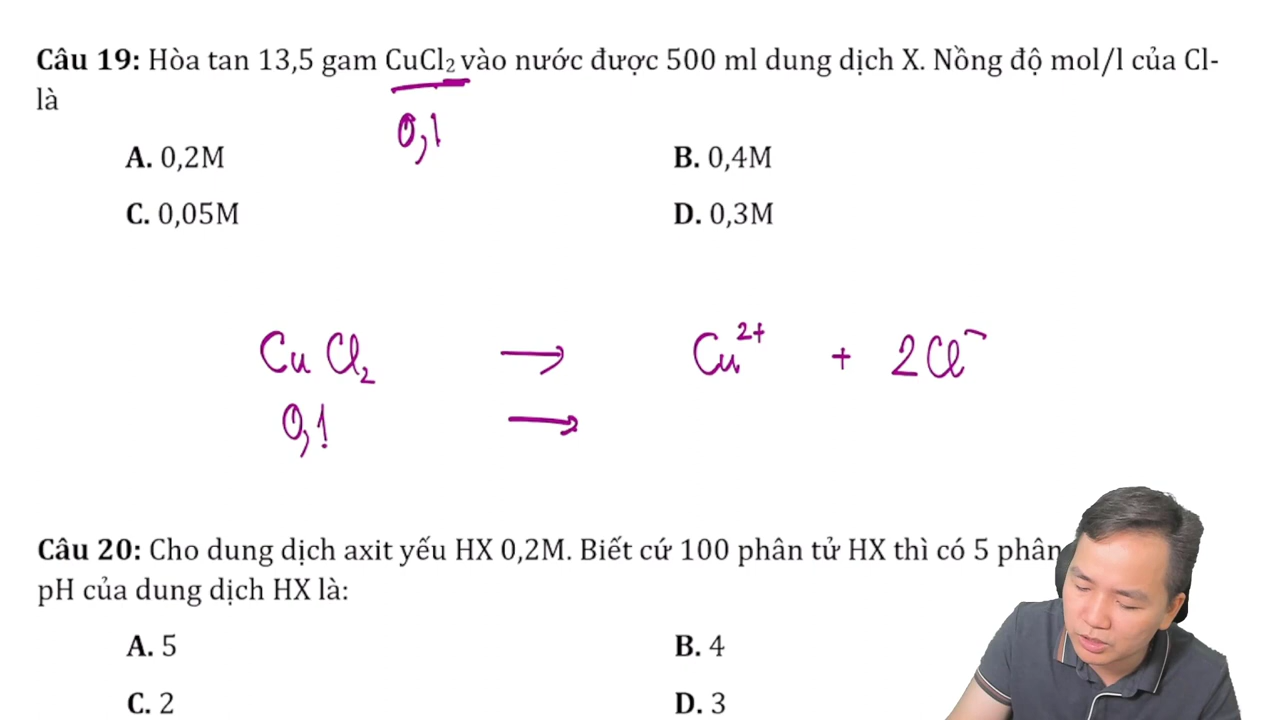 Câu 19: Hòa tan 13,5 gam CuCl₂ vào nước được 500 ml dung dịch X. Nồng độ mol/l của Cl-
là
0,1
A. 0,2M B. 0,4M
C. 0,05M D. 0,3M
CuCl₂ → Cu²⁺ + 2Cl⁻
0,1 →
Câu 20: Cho dung dịch axit yếu HX 0,2M. Biết cứ 100 phân tử HX thì có 5 phân
pH của dung dịch HX là:
A. 5 B. 4
C. 2 D. 3